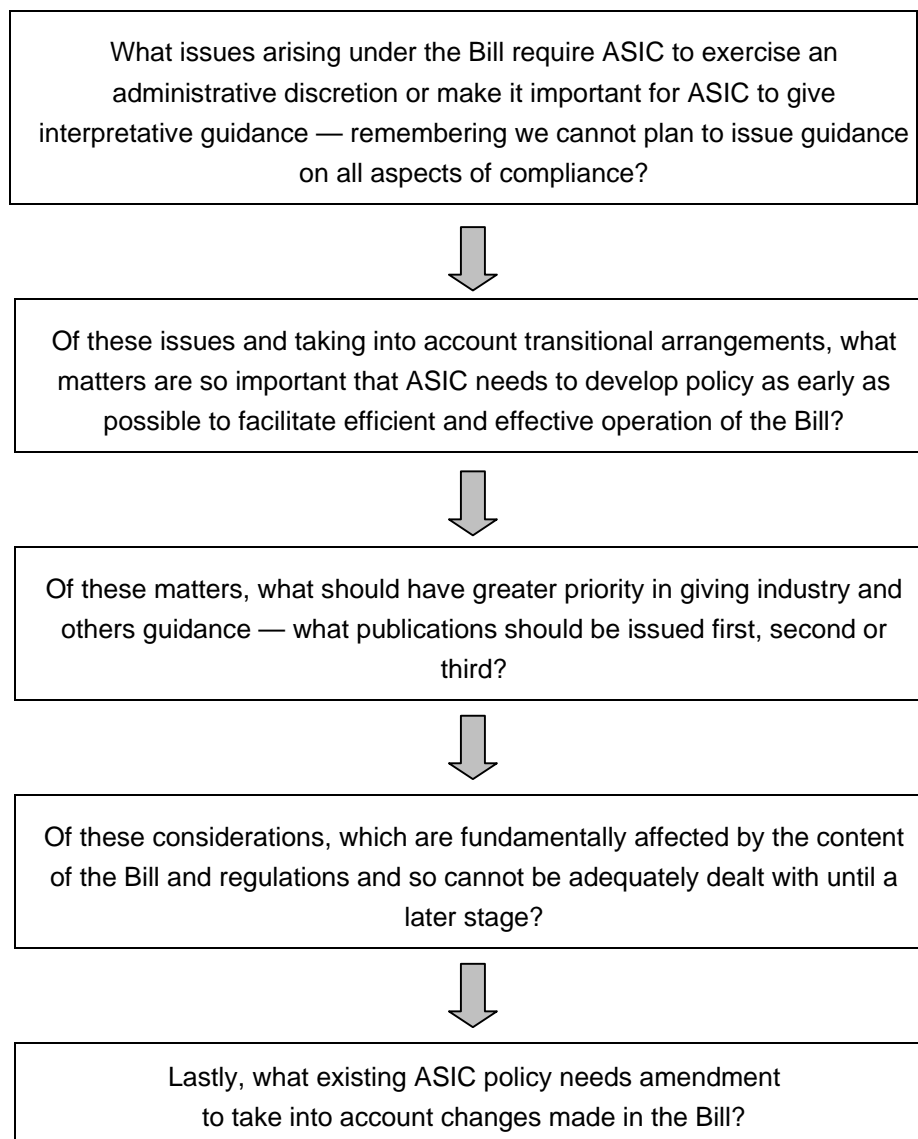 What issues arising under the Bill require ASIC to exercise an
administrative discretion or make it important for ASIC to give
interpretative guidance — remembering we cannot plan to issue guidance
on all aspects of compliance?
Of these issues and taking into account transitional arrangements, what
matters are so important that ASIC needs to develop policy as early as
possible to facilitate efficient and effective operation of the Bill?
Of these matters, what should have greater priority in giving industry and
others guidance — what publications should be issued first, second or
third?
Of these considerations, which are fundamentally affected by the content
of the Bill and regulations and so cannot be adequately dealt with until a
later stage?
Lastly, what existing ASIC policy needs amendment
to take into account changes made in the Bill?